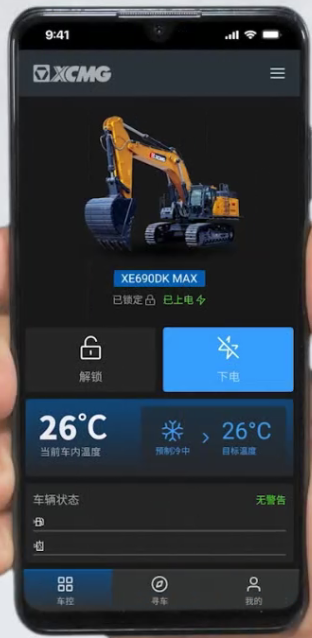 9:41
XCMG
XE690DK MAX
已锁定 已上电
解锁 下电
26°C 26°C
当前车内温度 预制冷中 目标温度
车辆状态 无警告
车控 寻车 我的